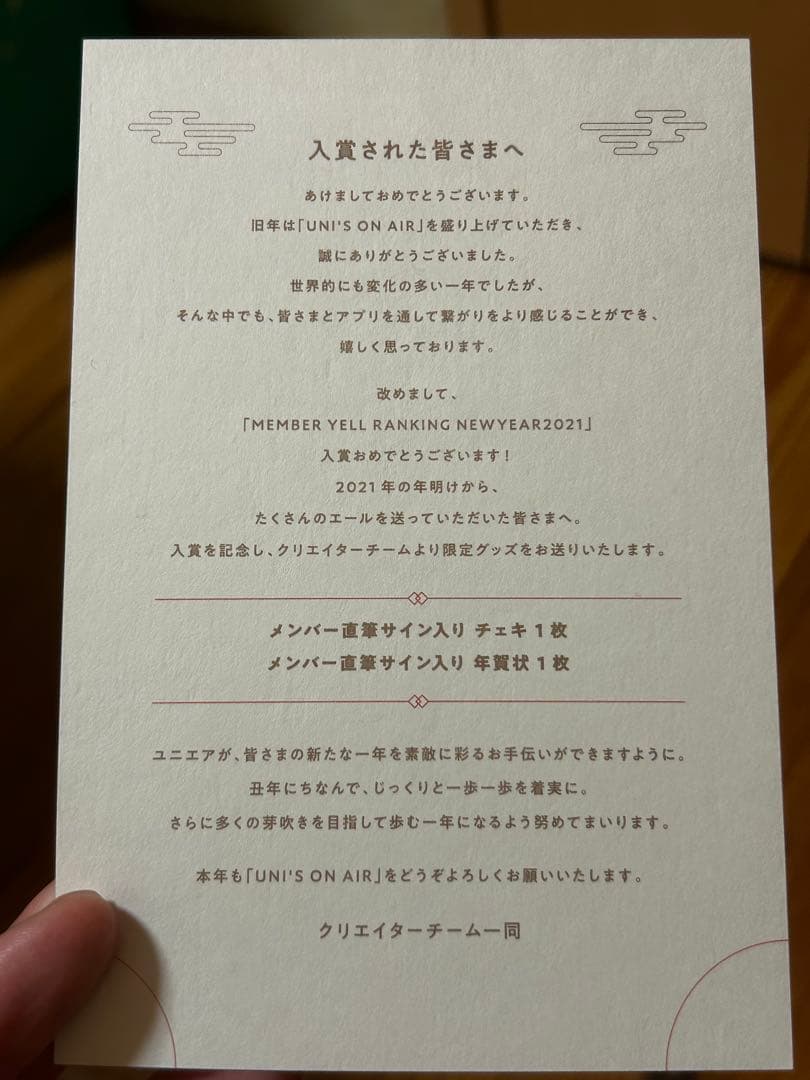 入賞された皆さまへ
あけましておめでとうございます。
旧年は「UNI'S ON AIR」を盛り上げていただき、
誠にありがとうございました。
世界的にも変化の多い一年でしたが、
そんな中でも、皆さまとアプリを通して繋がりをより感じることができ、
嬉しく思っております。
改めまして、
「MEMBER YELL RANKING NEWYEAR2021」
入賞おめでとうございます！
2021年の年明けから、
たくさんのエールを送っていただいた皆さまへ。
入賞を記念し、クリエイターチームより限定グッズをお送りいたします。
メンバー直筆サイン入り チェキ1枚
メンバー直筆サイン入り 年賀状1枚
ユニエアが、皆さまの新たな一年を素敵に彩るお手伝いができますように。
丑年にちなんで、じっくりと一歩一歩を着実に。
さらに多くの芽吹きを目指して歩む一年になるよう努めてまいります。
本年も「UNI'S ON AIR」をどうぞよろしくお願いいたします。
クリエイターチーム一同